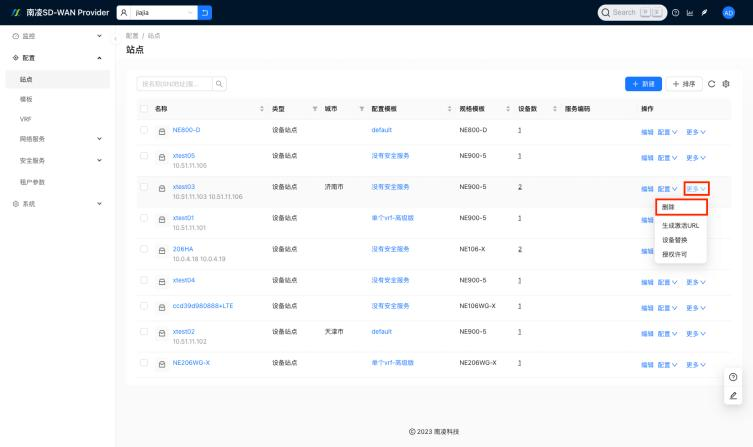 南凌SD-WAN Provider
jiajia
Search
AD
监控
配置
站点
模板
VRF
网络服务
安全服务
租户参数
系统
配置 / 站点
站点
新建
排序
名称 类型 城市 配置模板 规格模板 设备数 服务编码 操作
NE800-D 设备站点 default NE800-D 1 编辑 配置 更多
xtest05 设备站点 没有安全服务 NE900-5 1 编辑 配置 更多
10.51.11.105
xtest03 设备站点 济南市 没有安全服务 NE900-5 2 编辑 配置 更多
10.51.11.103 10.51.11.106
删除
生成激活URL
设备替换
授权许可
xtest01 设备站点 单个vrf-高级版 NE900-5 1 编辑
10.51.11.101
206HA 设备站点 没有安全服务 NE106-X 2 编辑
10.0.4.18 10.0.4.19
xtest04 设备站点 没有安全服务 NE900-5 1 编辑 配置 更多
ccd39d980888+LTE 设备站点 没有安全服务 NE106WG-X 1 编辑 配置 更多
xtest02 设备站点 天津市 default NE900-5 1 编辑 配置 更多
10.51.11.102
NE206WG-X 设备站点 单个vrf-高级版 NE206WG-X 1 编辑 配置 更多
© 2023 南凌科技